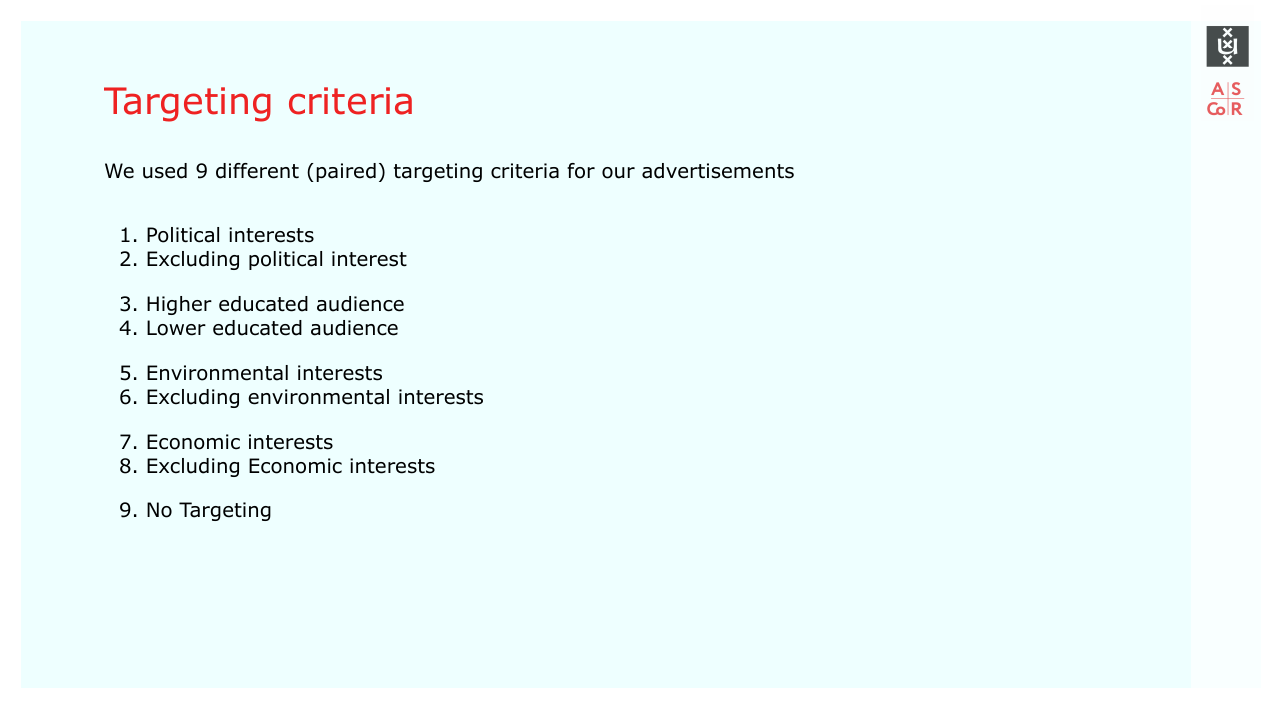 Targeting criteria
We used 9 different (paired) targeting criteria for our advertisements
1. Political interests
2. Excluding political interest
3. Higher educated audience
4. Lower educated audience
5. Environmental interests
6. Excluding environmental interests
7. Economic interests
8. Excluding Economic interests
9. No Targeting
A S
Co R